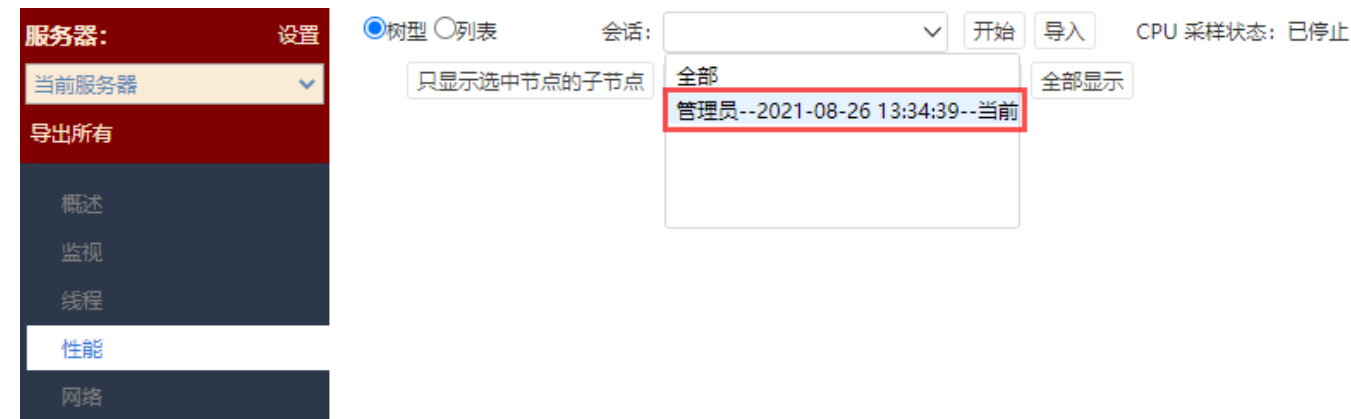 服务器： 设置
当前服务器
导出所有
概述
监视
线程
性能
网络
树型 列表 会话： 开始 导入 CPU 采样状态：已停止
只显示选中节点的子节点 全部显示
全部
管理员--2021-08-26 13:34:39--当前